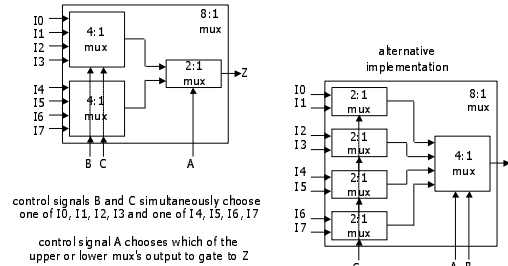 8:1
mux
I0
I1
I2
I3
4:1
mux
I4
I5
I6
I7
4:1
mux
2:1
mux
Z
B C
A
control signals B and C simultaneously choose
one of I0, I1, I2, I3 and one of I4, I5, I6, I7
control signal A chooses which of the
upper or lower mux's output to gate to Z
alternative
implementation
8:1
mux
I0
I1
2:1
mux
I2
I3
2:1
mux
I4
I5
2:1
mux
I6
I7
2:1
mux
4:1
mux
C
A B